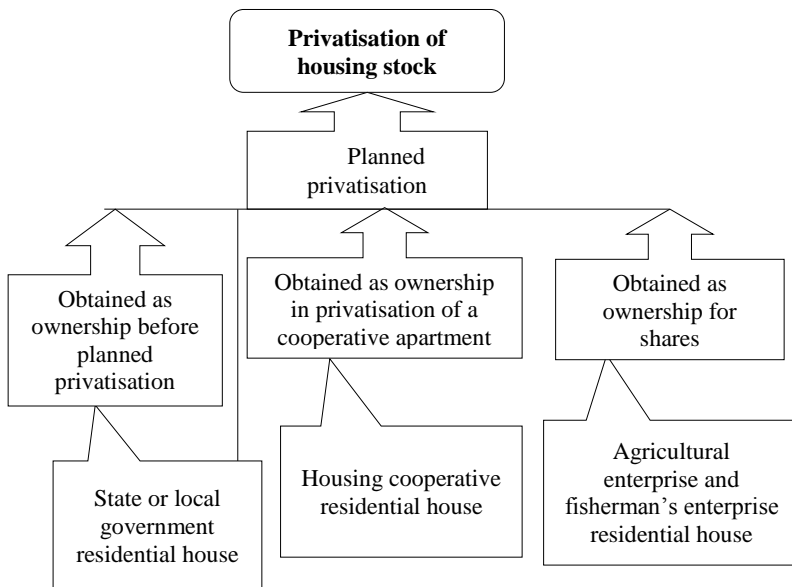 Privatisation of
housing stock
Planned
privatisation
Obtained as
ownership before
planned
privatisation
Obtained as ownership
in privatisation of a
cooperative apartment
Obtained as
ownership for
shares
State or local
government
residential house
Housing cooperative
residential house
Agricultural
enterprise and
fisherman’s enterprise
residential house